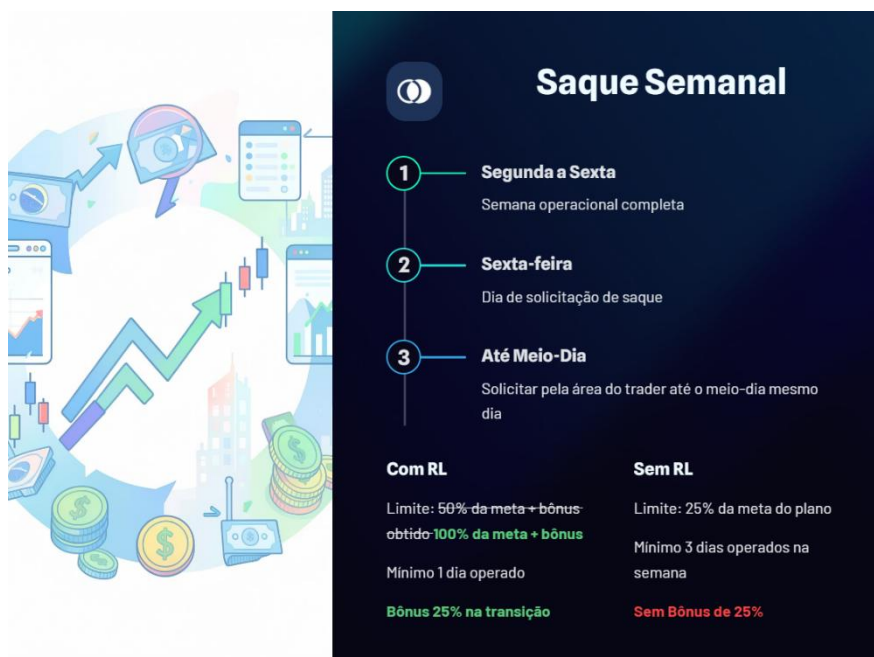 Saque Semanal
1
Segunda a Sexta
Semana operacional completa
2
Sexta-feira
Dia de solicitação de saque
3
Até Meio-Dia
Solicitar pela área do trader até o meio-dia mesmo
dia
Com RL
Limite: 50% da meta + bônus
obtido 100% da meta + bônus
Mínimo 1 dia operado
Bônus 25% na transição
Sem RL
Limite: 25% da meta do plano
Mínimo 3 dias operados na
semana
Sem Bônus de 25%